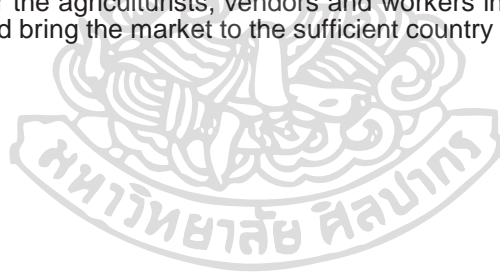 r the agriculturists, vendors and workers in
d bring the market to the sufficient country
มหาวิทยาลัย ศิลปากร